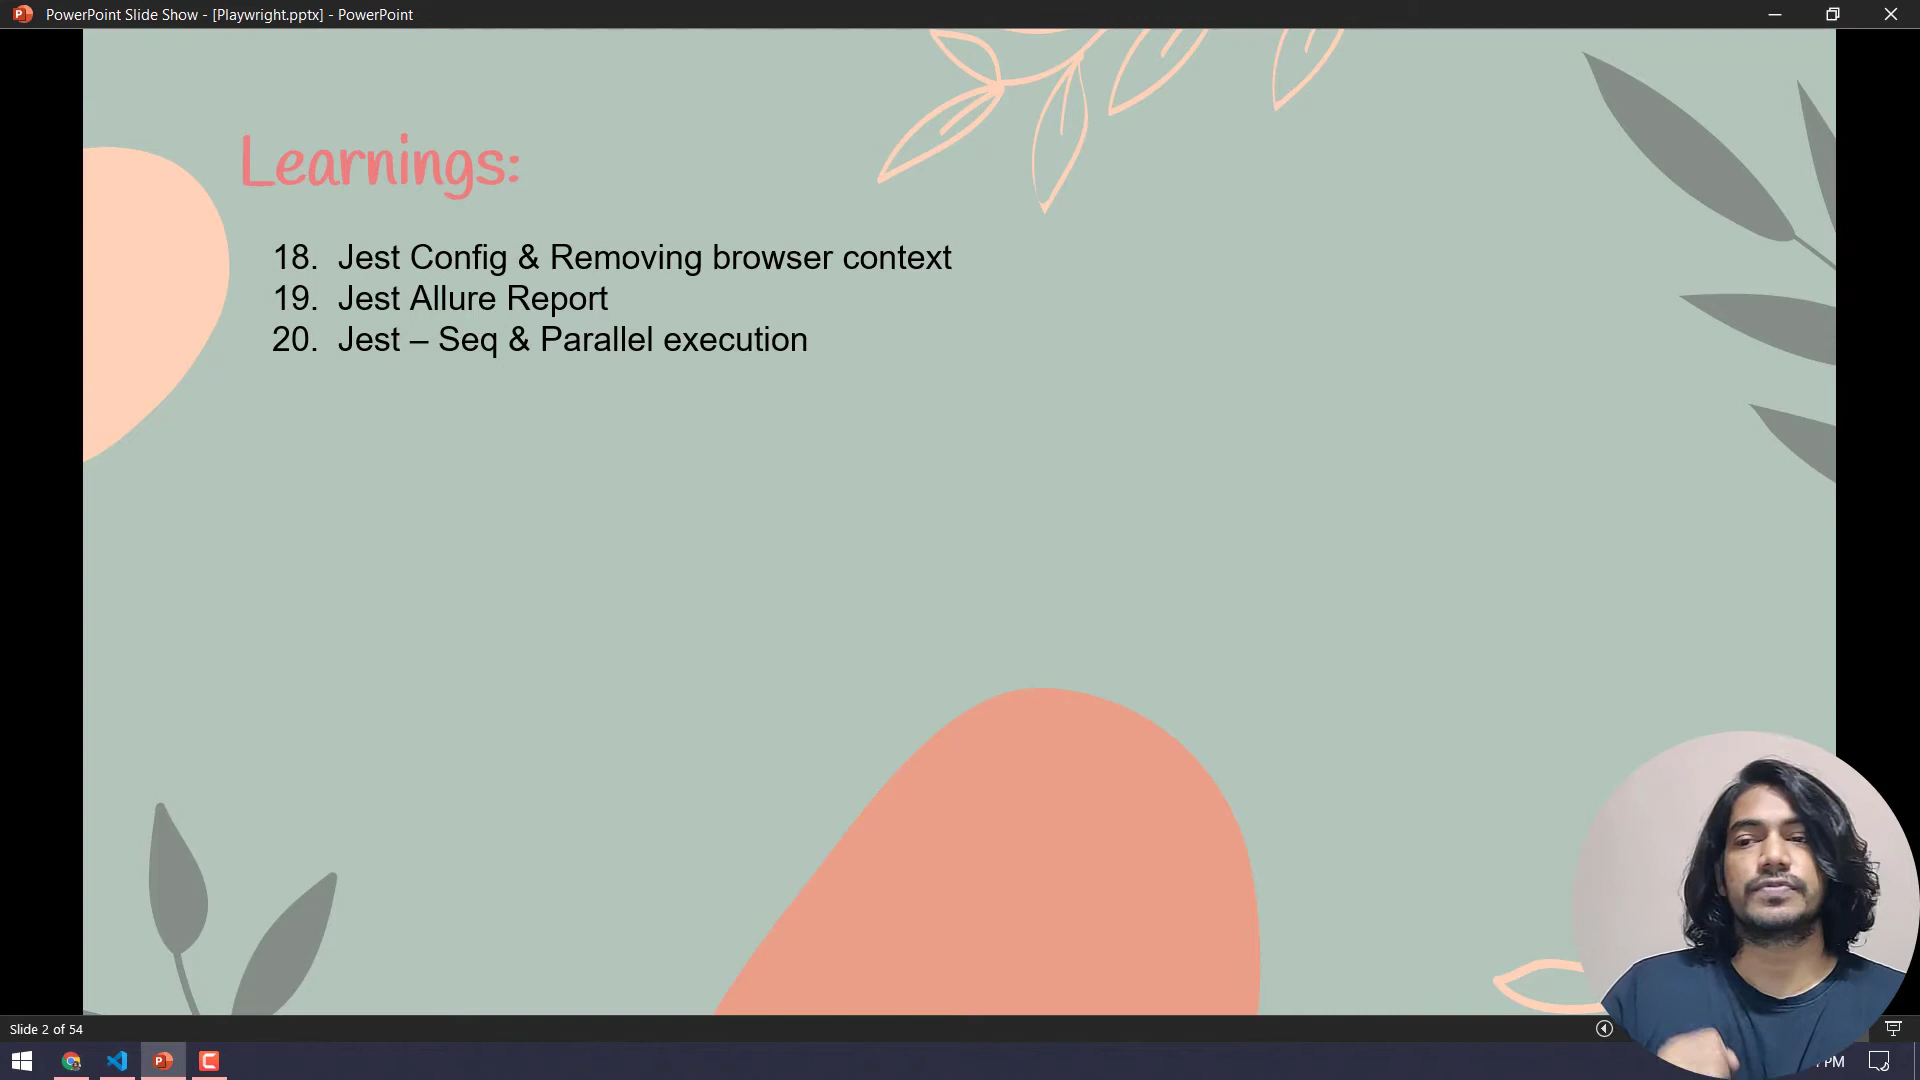 PowerPoint Slide Show - [Playwright.pptx] - PowerPoint
Learnings:
18. Jest Config & Removing browser context
19. Jest Allure Report
20. Jest – Seq & Parallel execution
Slide 2 of 54
PM